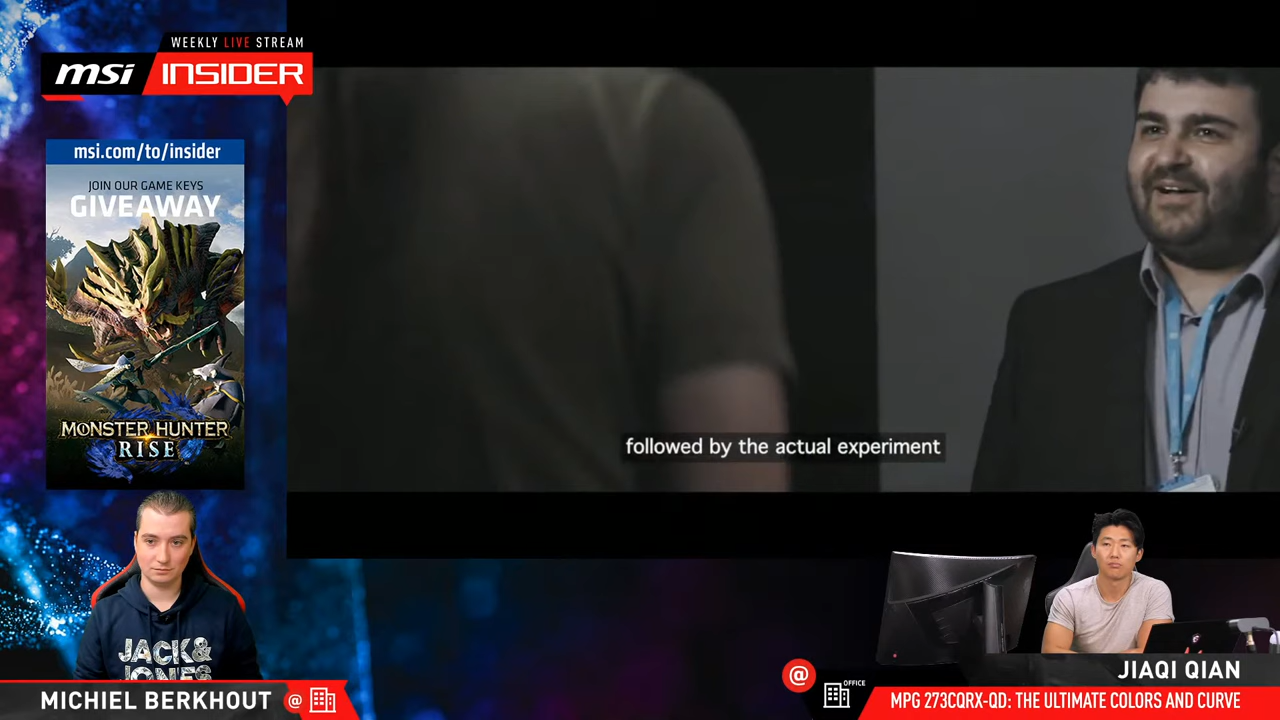 WEEKLY LIVE STREAM
msi INSIDER
msi.com/to/insider
JOIN OUR GAME KEYS
GIVEAWAY
MONSTER HUNTER
RISE
followed by the actual experiment
JACK&
JONES
MICHIEL BERKHOUT @
@
OFFICE
JIAQI QIAN
MPG 273CQRX-QD: THE ULTIMATE COLORS AND CURVE